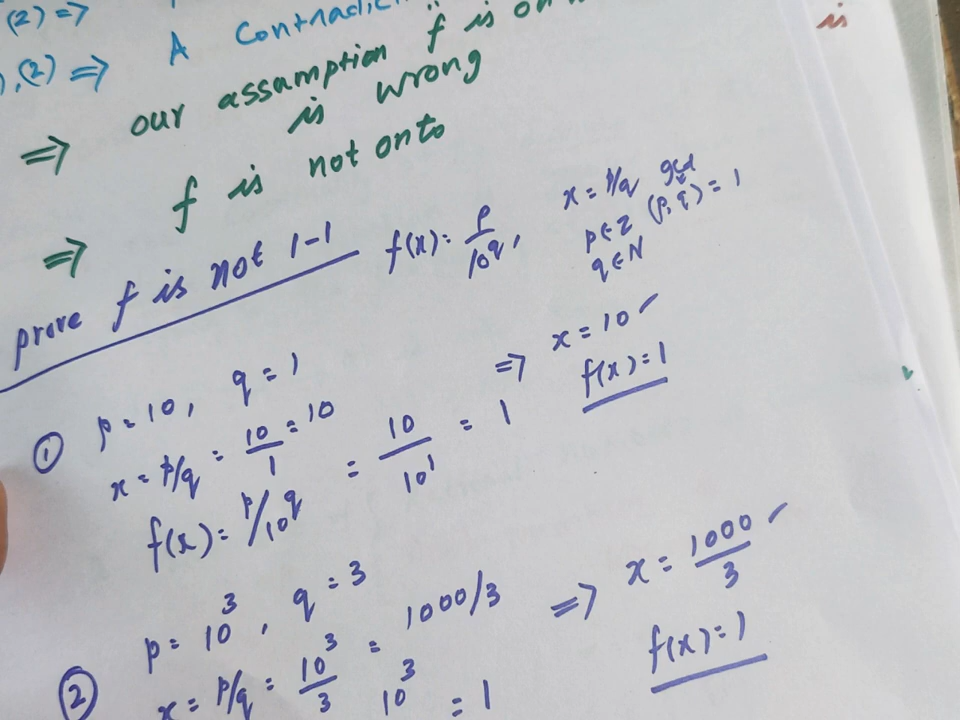 (2) =>
, (2) => A
=> our assumption f is
is wrong
=> f is not onto
prove f is not 1-1
f(x) = p/10^q,
x = p/q gcd
p∈Z (p, q) = 1
q∈N
① p = 10, q = 1
x = p/q = 10/1 = 10 => x = 10 ✓
f(x) = p/10^q = 10/10^1 = 1 f(x) = 1
② p = 10^3, q = 3
x = p/q = 10^3/3 = 1000/3 => x = 1000/3 ✓
10^3 = 1 f(x) = 1
is